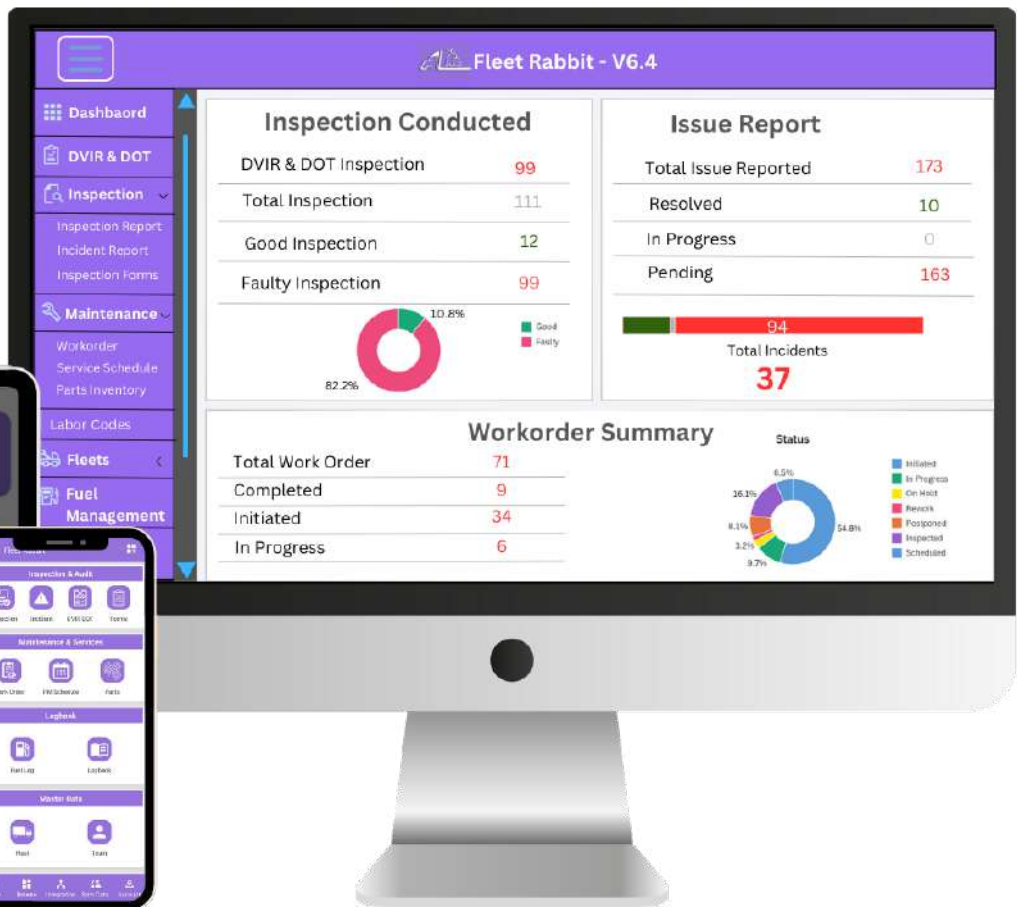 Fleet Rabbit - V6.4
Dashbaord
DVIR & DOT
Inspection
Inspection Report
Incident Report
Inspection Forms
Maintenance
Workorder
Service Schedule
Parts Inventory
Labor Codes
Fleets
Fuel
Management
Inspection Conducted
DVIR & DOT Inspection 99
Total Inspection 111
Good Inspection 12
Faulty Inspection 99
10.8%
82.2%
Good
Faulty
Issue Report
Total Issue Reported 173
Resolved 10
In Progress 0
Pending 163
94
Total Incidents
37
Workorder Summary
Total Work Order 71
Completed 9
Initiated 34
In Progress 6
Status
6.5%
16.1%
8.1%
3.2%
9.7%
54.8%
Initiated
In Progress
On Hold
Rework
Postponed
Inspected
Scheduled
Inspection & Audit
Incident
Forms
Maintenance & Services
PM Schedule
Parts
Logbook
Fuel Log
Logbook
Master Data
Team